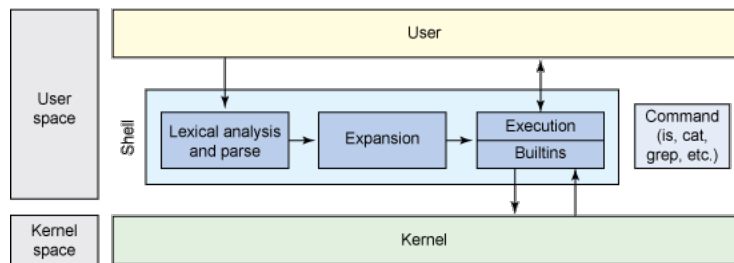 User
User
space
Shell
Lexical analysis
and parse
Expansion
Execution
Builtins
Command
(is, cat,
grep, etc.)
Kernel
space
Kernel